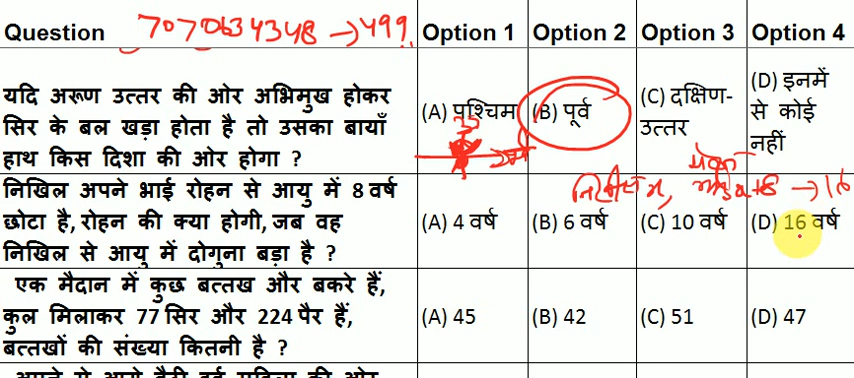 Question 7070634348→499 Option 1 Option 2 Option 3 Option 4
यदि अरूण उत्तर की ओर अभिमुख होकर
सिर के बल खड़ा होता है तो उसका बायाँ
हाथ किस दिशा की ओर होगा ?
(A) पश्चिम
(B) पूर्व
(C) दक्षिण-
उत्तर
(D) इनमें
से कोई
नहीं
निखिल अपने भाई रोहन से आयु में 8 वर्ष
छोटा है, रोहन की क्या होगी, जब वह
निखिल से आयु में दोगुना बड़ा है ?
→16
(A) 4 वर्ष
(B) 6 वर्ष
(C) 10 वर्ष
(D) 16 वर्ष
एक मैदान में कुछ बत्तख और बकरे हैं,
कुल मिलाकर 77 सिर और 224 पैर हैं,
बत्तखों की संख्या कितनी है ?
(A) 45
(B) 42
(C) 51
(D) 47